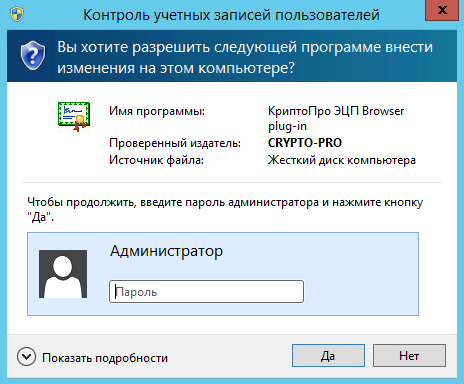 Контроль учетных записей пользователей
Вы хотите разрешить следующей программе внести
изменения на этом компьютере?
Имя программы: КриптоПро ЭЦП Browser
plug-in
Проверенный издатель: CRYPTO-PRO
Источник файла: Жесткий диск компьютера
Чтобы продолжить, введите пароль администратора и нажмите кнопку
"Да".
Администратор
Пароль
Показать подробности Да Нет